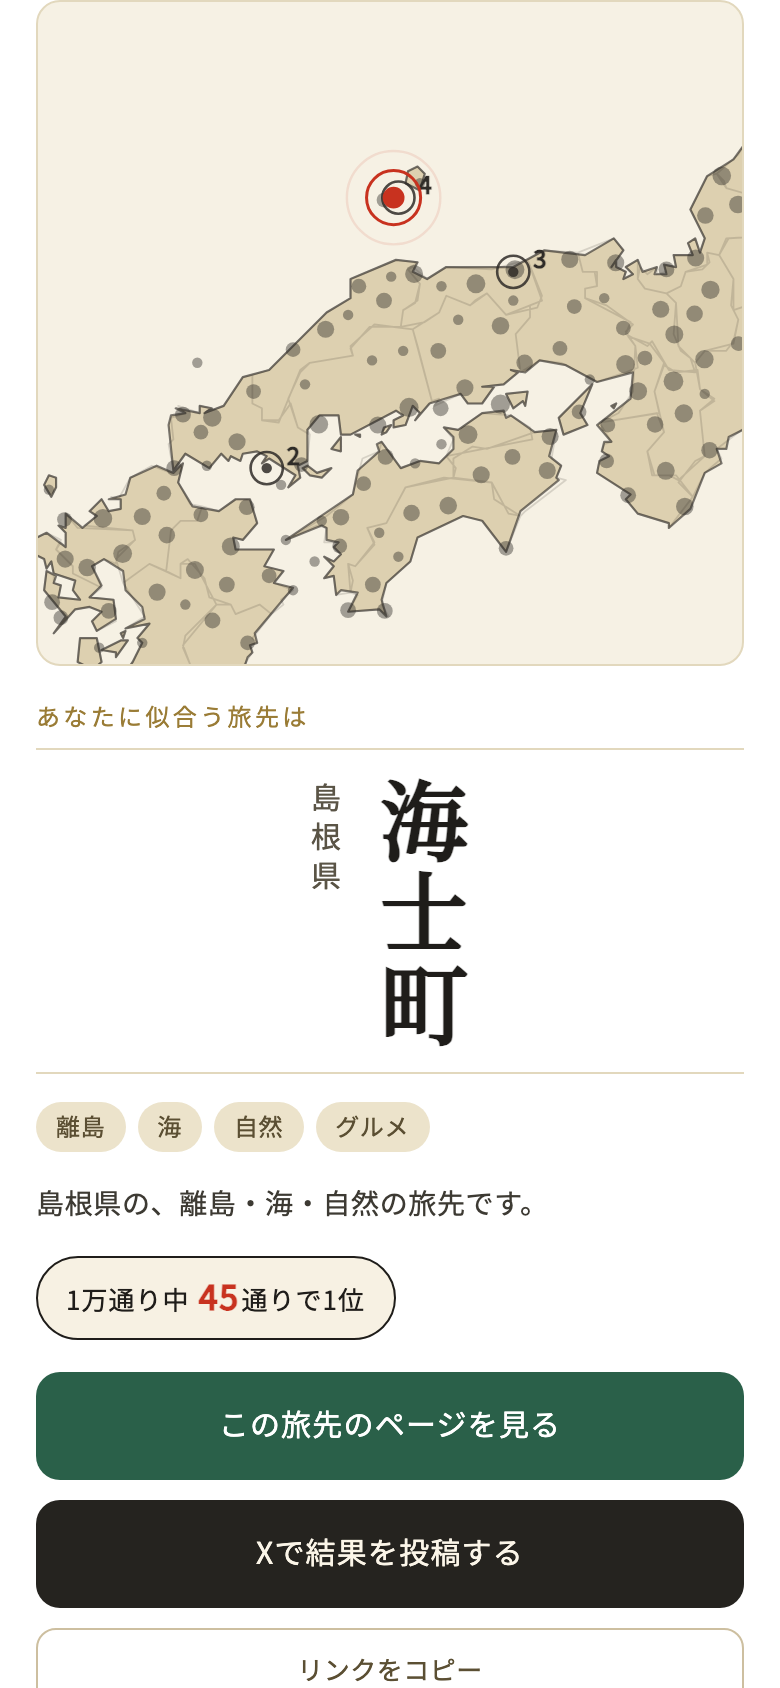 4
3
2
あなたに似合う旅先は
海士町
島根県
離島
海
自然
グルメ
島根県の、離島・海・自然の旅先です。
1万通り中 45通りで1位
この旅先のページを見る
Xで結果を投稿する
リンクをコピー